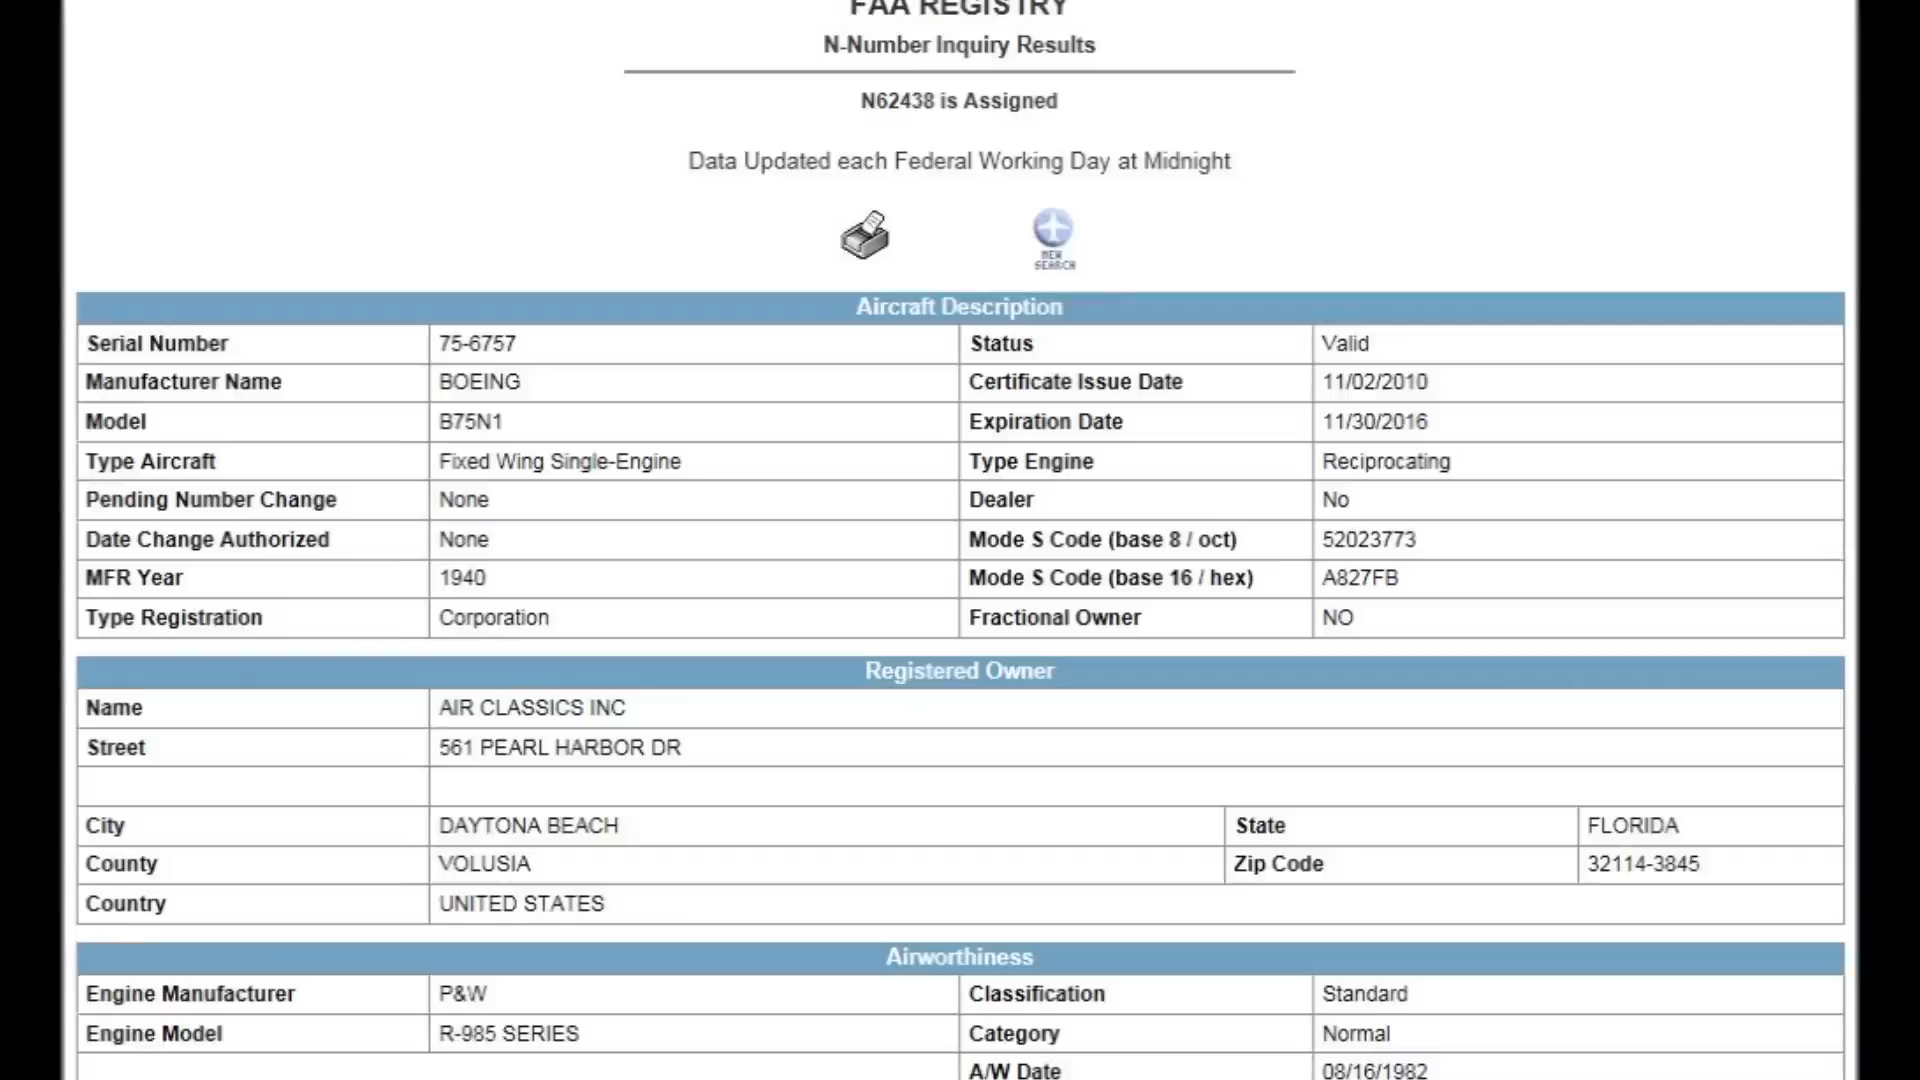 FAA REGISTRY
N-Number Inquiry Results
N62438 is Assigned
Data Updated each Federal Working Day at Midnight
NEW
SEARCH
Aircraft Description
Serial Number 75-6757 Status Valid
Manufacturer Name BOEING Certificate Issue Date 11/02/2010
Model B75N1 Expiration Date 11/30/2016
Type Aircraft Fixed Wing Single-Engine Type Engine Reciprocating
Pending Number Change None Dealer No
Date Change Authorized None Mode S Code (base 8 / oct) 52023773
MFR Year 1940 Mode S Code (base 16 / hex) A827FB
Type Registration Corporation Fractional Owner NO
Registered Owner
Name AIR CLASSICS INC
Street 561 PEARL HARBOR DR
City DAYTONA BEACH State FLORIDA
County VOLUSIA Zip Code 32114-3845
Country UNITED STATES
Airworthiness
Engine Manufacturer P&W Classification Standard
Engine Model R-985 SERIES Category Normal
A/W Date 08/16/1982